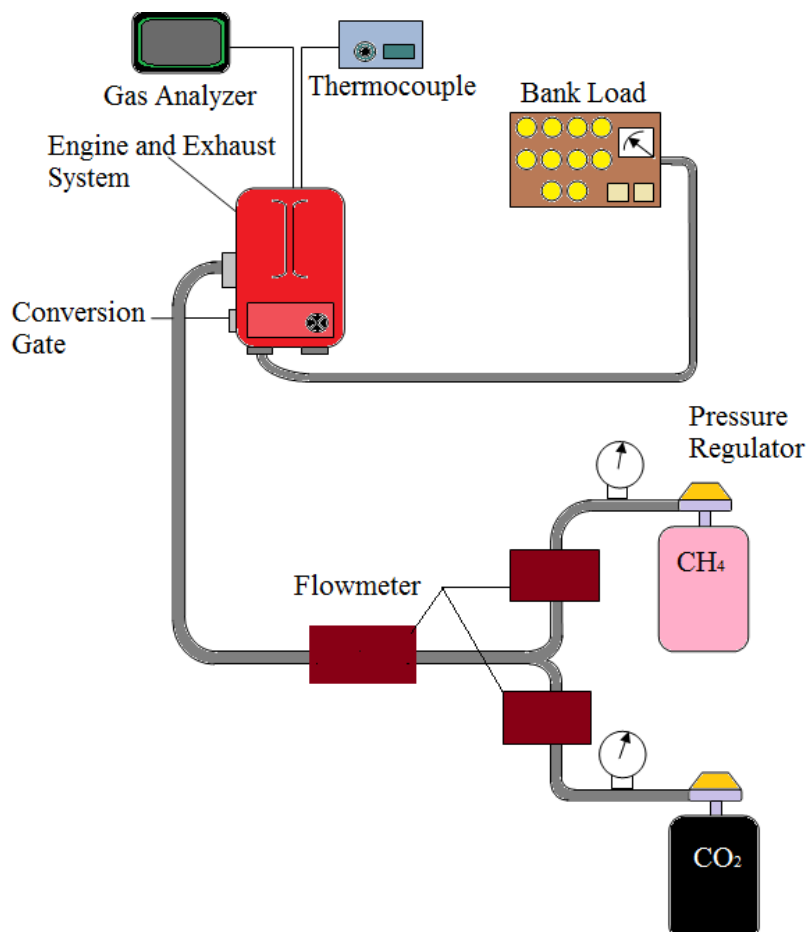 Gas Analyzer
Thermocouple
Bank Load
Engine and Exhaust
System
Conversion
Gate
Pressure
Regulator
CH₄
Flowmeter
CO₂